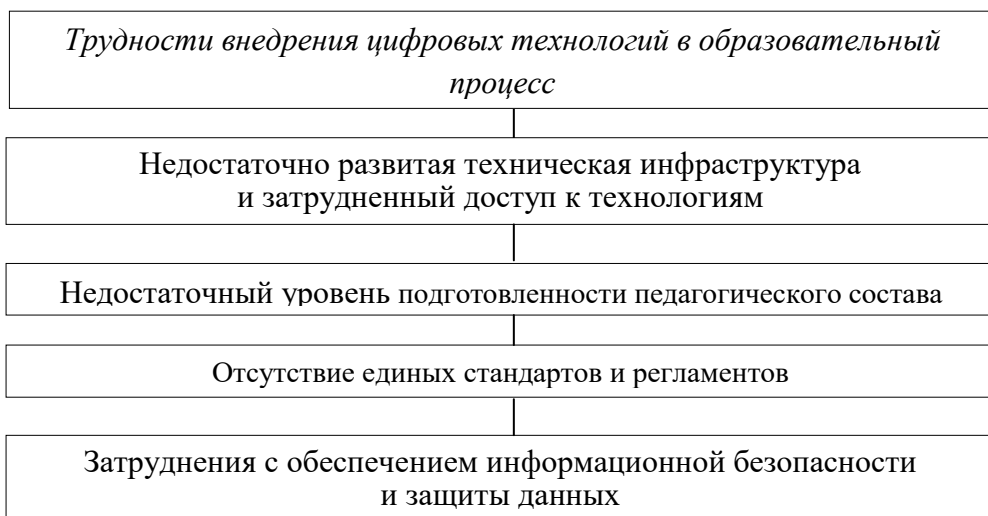 Трудности внедрения цифровых технологий в образовательный
процесс
Недостаточно развитая техническая инфраструктура
и затрудненный доступ к технологиям
Недостаточный уровень подготовленности педагогического состава
Отсутствие единых стандартов и регламентов
Затруднения с обеспечением информационной безопасности
и защиты данных